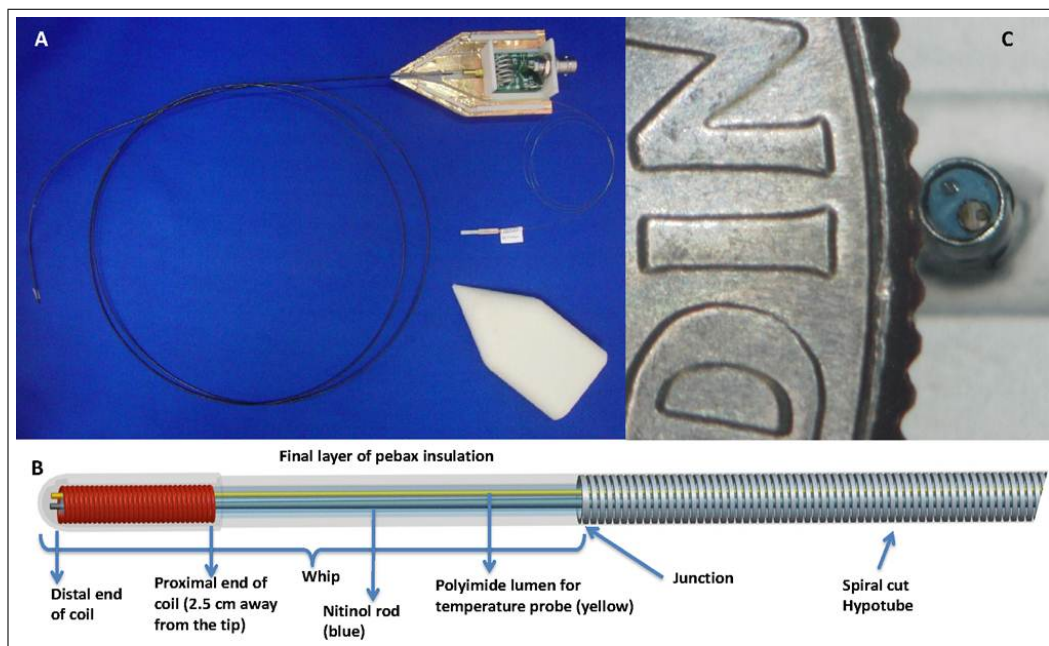 A
C
N
I
D
B
Final layer of pebax insulation
Distal end
of coil
Proximal end of
coil (2.5 cm away
from the tip)
Whip
Nitinol rod
(blue)
Polyimide lumen for
temperature probe (yellow)
Junction
Spiral cut
Hypotube